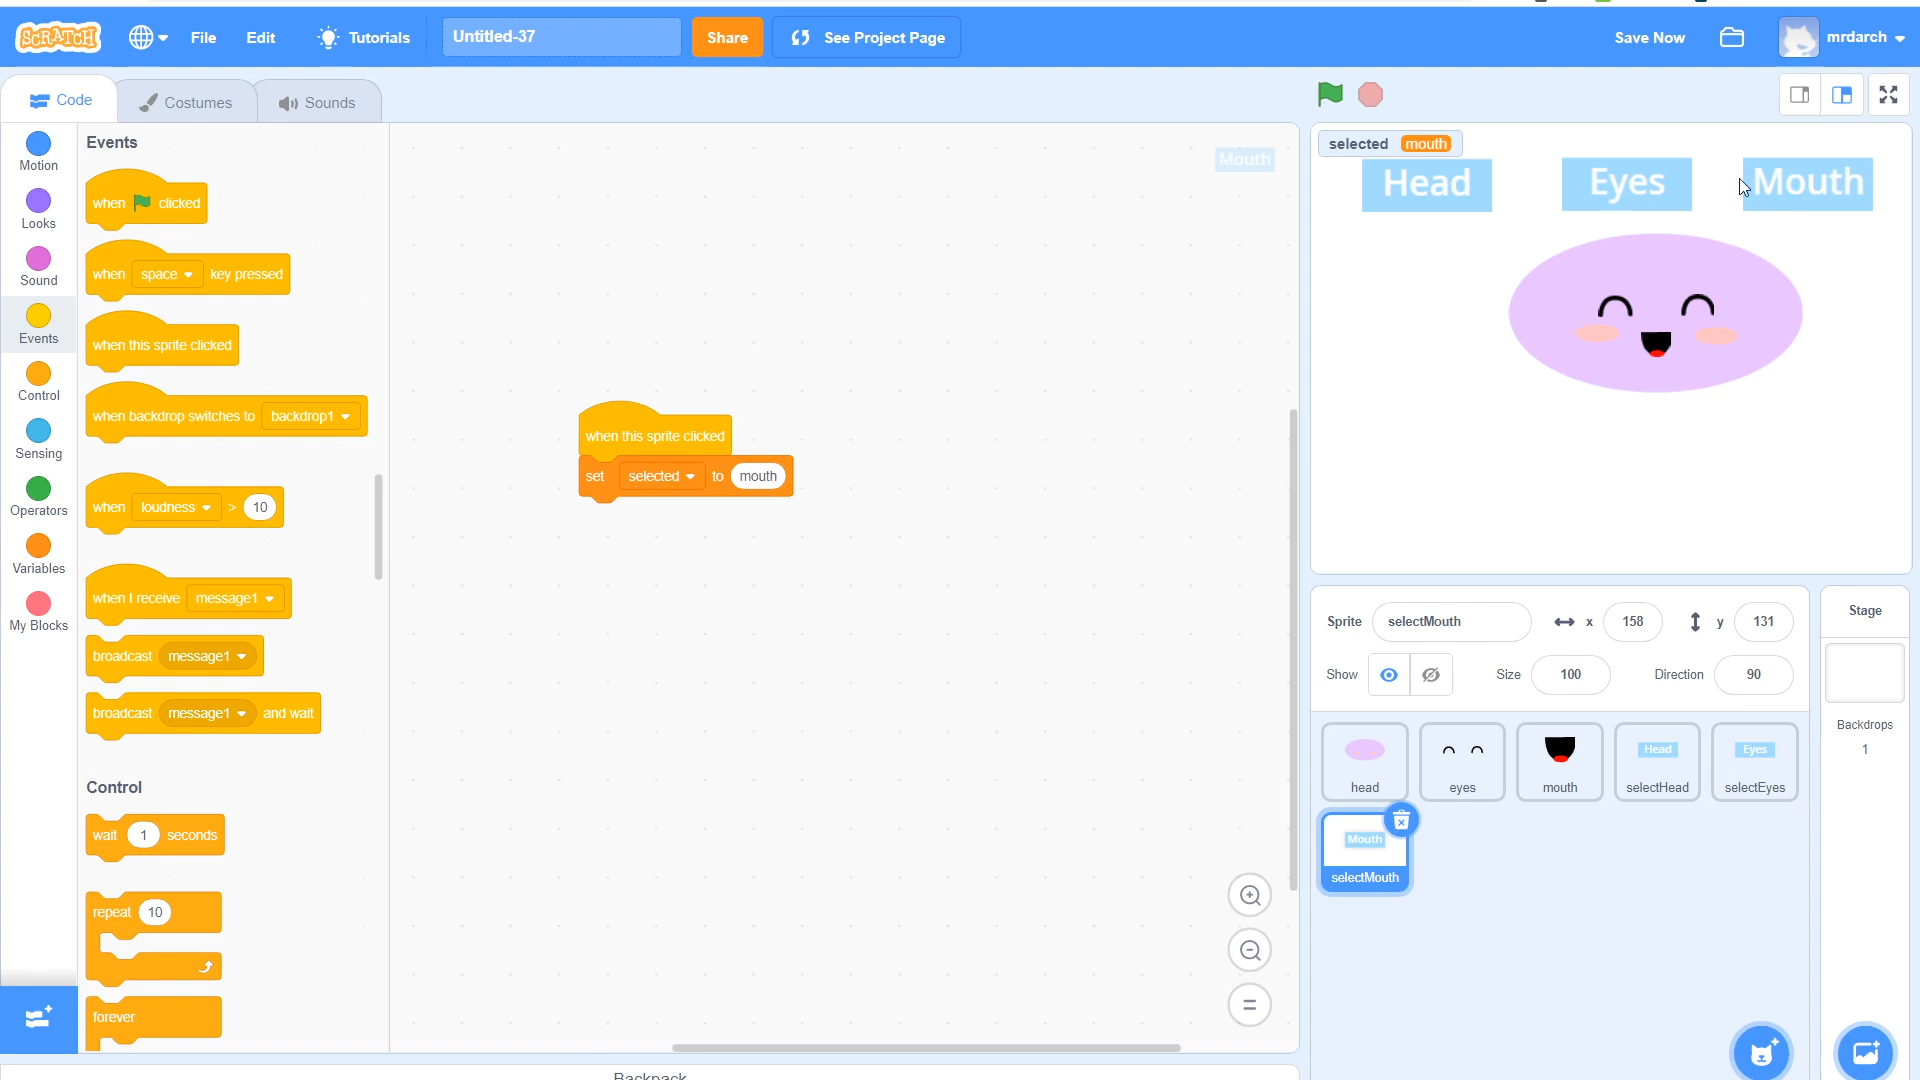 SCRATCH File Edit Tutorials Untitled-37 Share See Project Page Save Now mrdarch
Code Costumes Sounds
Motion
Looks
Sound
Events
Control
Sensing
Operators
Variables
My Blocks
Events
when clicked
when space key pressed
when this sprite clicked
when backdrop switches to backdrop1
when loudness > 10
when I receive message1
broadcast message1
broadcast message1 and wait
Control
wait 1 seconds
repeat 10
forever
Mouth
when this sprite clicked
set selected to mouth
Backpack
selected mouth
Head Eyes Mouth
Sprite selectMouth x 158 y 131
Show Size 100 Direction 90
Head Eyes
head eyes mouth selectHead selectEyes
Mouth
selectMouth
Stage
Backdrops
1